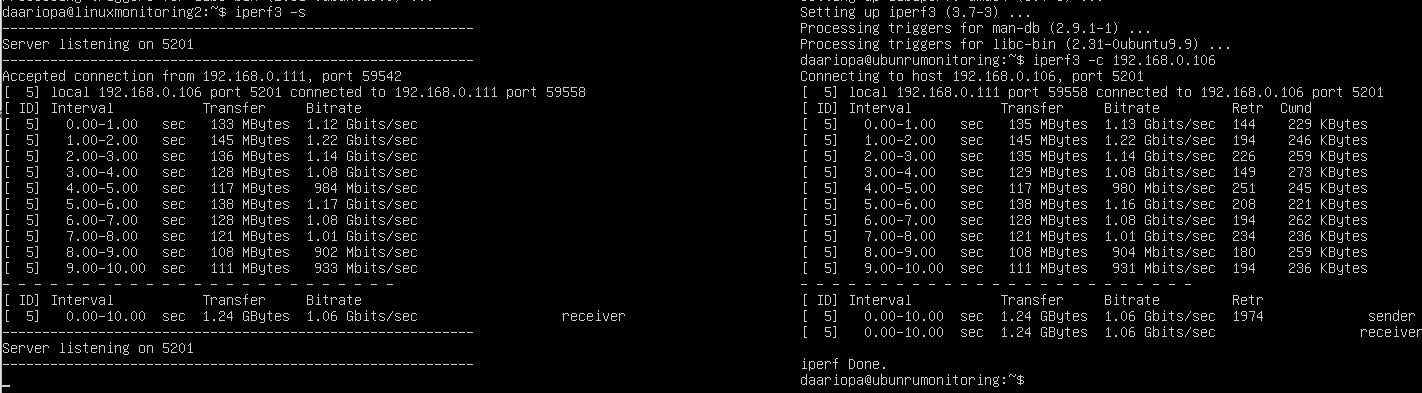 daariopa@linuxmonitoring2:~$ iperf3 -s
-----------------------------------------------------------
Server listening on 5201
-----------------------------------------------------------
Accepted connection from 192.168.0.111, port 59542
[  5] local 192.168.0.106 port 5201 connected to 192.168.0.111 port 59558
[ ID] Interval           Transfer     Bitrate
[  5]   0.00-1.00   sec   133 MBytes  1.12 Gbits/sec
[  5]   1.00-2.00   sec   145 MBytes  1.22 Gbits/sec
[  5]   2.00-3.00   sec   136 MBytes  1.14 Gbits/sec
[  5]   3.00-4.00   sec   128 MBytes  1.08 Gbits/sec
[  5]   4.00-5.00   sec   117 MBytes   984 Mbits/sec
[  5]   5.00-6.00   sec   138 MBytes  1.17 Gbits/sec
[  5]   6.00-7.00   sec   128 MBytes  1.08 Gbits/sec
[  5]   7.00-8.00   sec   121 MBytes  1.01 Gbits/sec
[  5]   8.00-9.00   sec   108 MBytes   902 Mbits/sec
[  5]   9.00-10.00  sec   111 MBytes   933 Mbits/sec
- - - - - - - - - - - - - - - - - - - - - - - - -
[ ID] Interval           Transfer     Bitrate
[  5]   0.00-10.00  sec  1.24 GBytes  1.06 Gbits/sec                  receiver
-----------------------------------------------------------
Server listening on 5201
-----------------------------------------------------------
Setting up iperf3 (3.7-3) ...
Processing triggers for man-db (2.9.1-1) ...
Processing triggers for libc-bin (2.31-0ubuntu9.9) ...
daariopa@ubunrumonitoring:~$ iperf3 -c 192.168.0.106
Connecting to host 192.168.0.106, port 5201
[  5] local 192.168.0.111 port 59558 connected to 192.168.0.106 port 5201
[ ID] Interval           Transfer     Bitrate         Retr  Cwnd
[  5]   0.00-1.00   sec   135 MBytes  1.13 Gbits/sec  144    229 KBytes
[  5]   1.00-2.00   sec   145 MBytes  1.22 Gbits/sec  194    246 KBytes
[  5]   2.00-3.00   sec   135 MBytes  1.14 Gbits/sec  226    259 KBytes
[  5]   3.00-4.00   sec   129 MBytes  1.08 Gbits/sec  149    273 KBytes
[  5]   4.00-5.00   sec   117 MBytes   980 Mbits/sec  251    245 KBytes
[  5]   5.00-6.00   sec   138 MBytes  1.16 Gbits/sec  208    221 KBytes
[  5]   6.00-7.00   sec   128 MBytes  1.08 Gbits/sec  194    262 KBytes
[  5]   7.00-8.00   sec   121 MBytes  1.01 Gbits/sec  234    236 KBytes
[  5]   8.00-9.00   sec   108 MBytes   904 Mbits/sec  180    259 KBytes
[  5]   9.00-10.00  sec   111 MBytes   931 Mbits/sec  194    236 KBytes
- - - - - - - - - - - - - - - - - - - - - - - - -
[ ID] Interval           Transfer     Bitrate         Retr
[  5]   0.00-10.00  sec  1.24 GBytes  1.06 Gbits/sec  1974             sender
[  5]   0.00-10.00  sec  1.24 GBytes  1.06 Gbits/sec                  receiver
iperf Done.
daariopa@ubunrumonitoring:~$